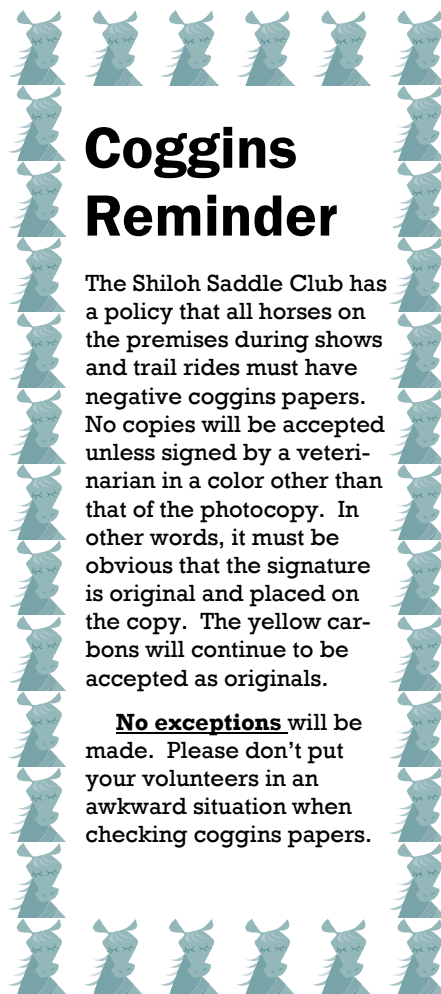 Coggins
Reminder
The Shiloh Saddle Club has
a policy that all horses on
the premises during shows
and trail rides must have
negative coggins papers.
No copies will be accepted
unless signed by a veteri-
narian in a color other than
that of the photocopy.  In
other words, it must be
obvious that the signature
is original and placed on
the copy.  The yellow car-
bons will continue to be
accepted as originals.
No exceptions will be
made.  Please don’t put
your volunteers in an
awkward situation when
checking coggins papers.